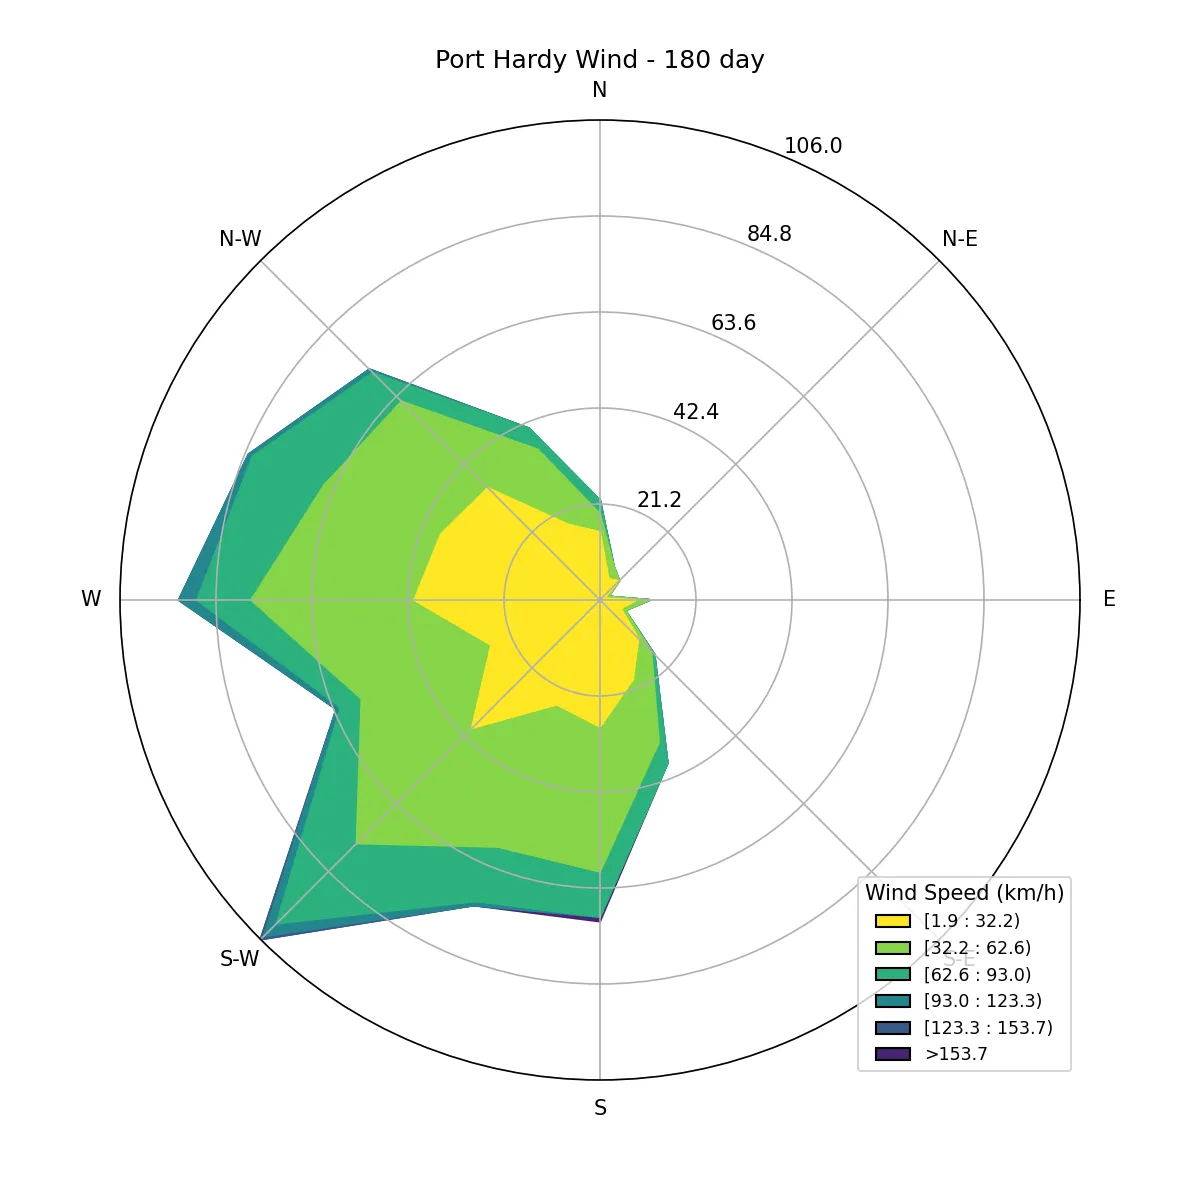 Port Hardy Wind - 180 day
N
106.0
84.8
N-W
N-E
63.6
42.4
21.2
W
E
S-W
S-E
Wind Speed (km/h)
[1.9 : 32.2)
[32.2 : 62.6)
[62.6 : 93.0)
[93.0 : 123.3)
[123.3 : 153.7)
>153.7
S